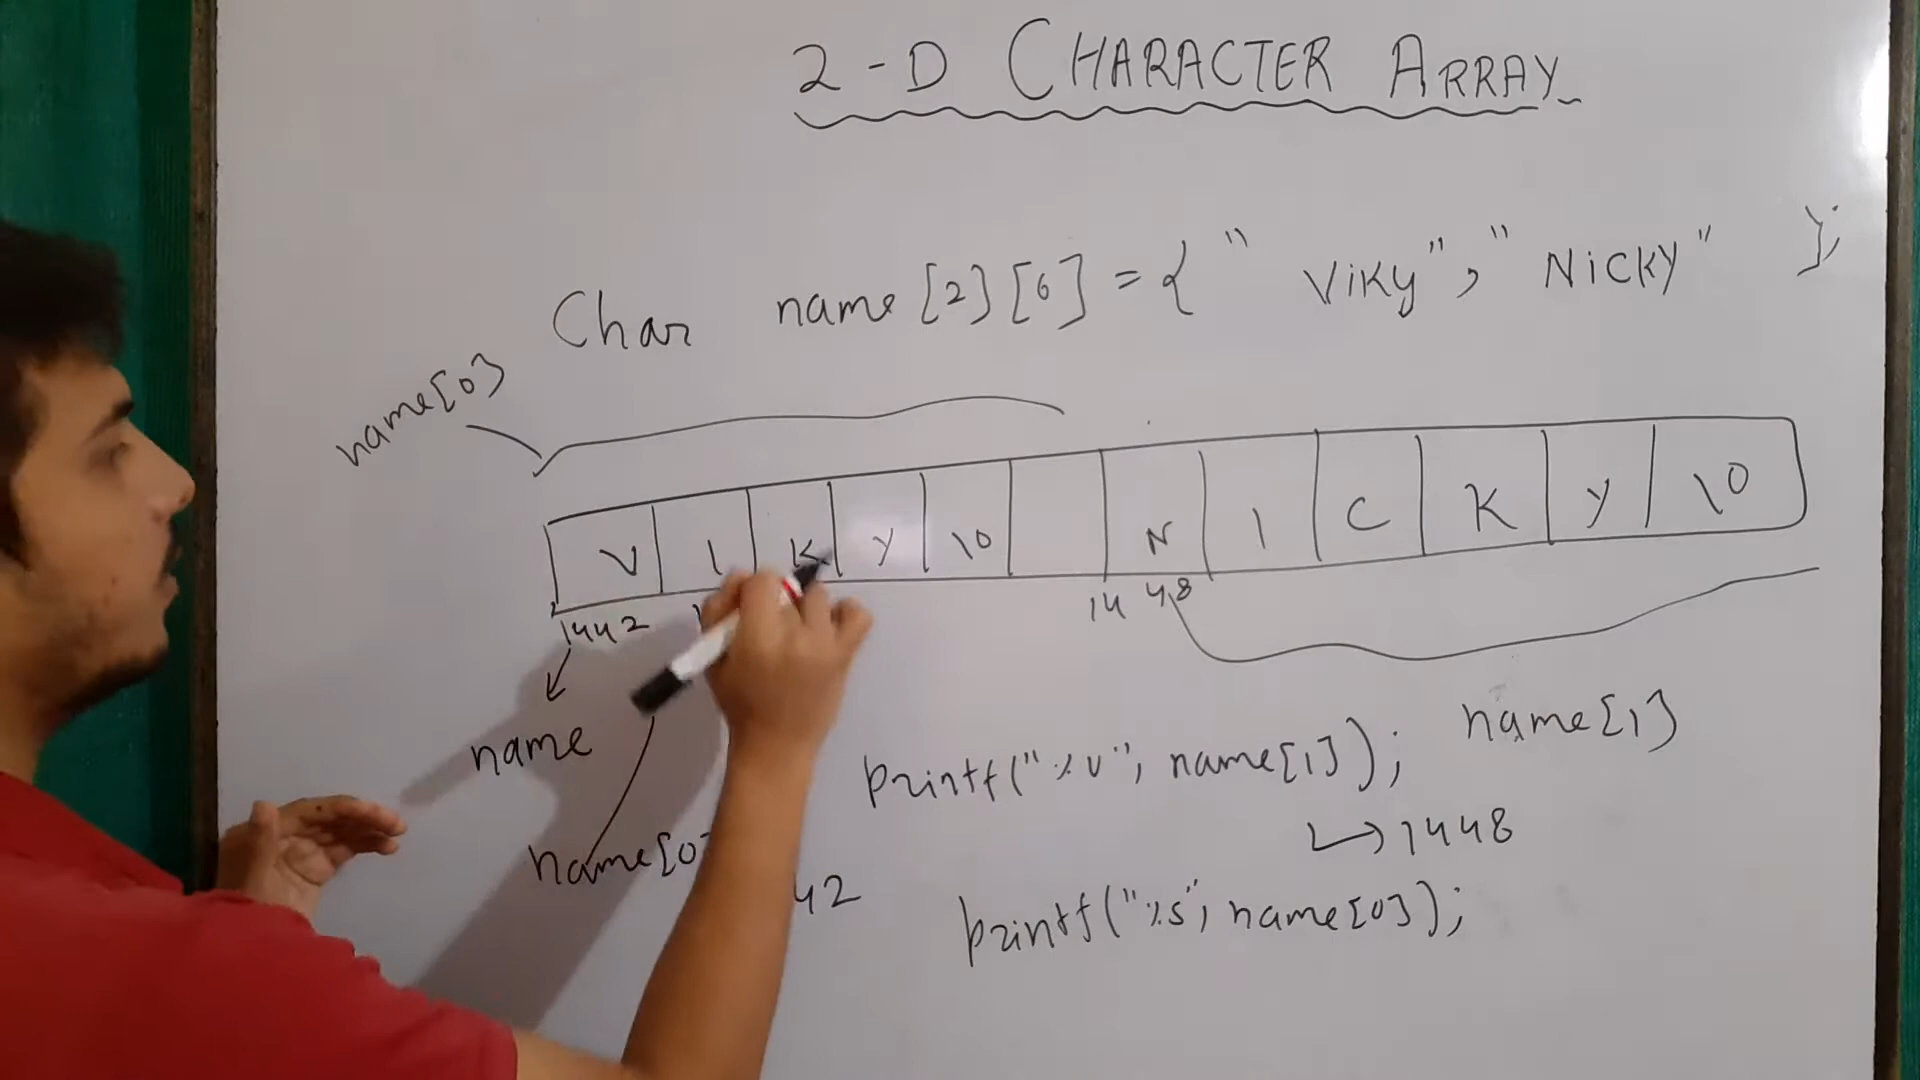 2-D CHARACTER ARRAY
Char name[2][6] = { "Viky", "Nicky" };
name[0]
V I K Y \0 N I C K Y \0
1442 1448
name
printf("%u", name[1]); name[1]
→ 1448
name[0
42
printf("%s", name[0]);